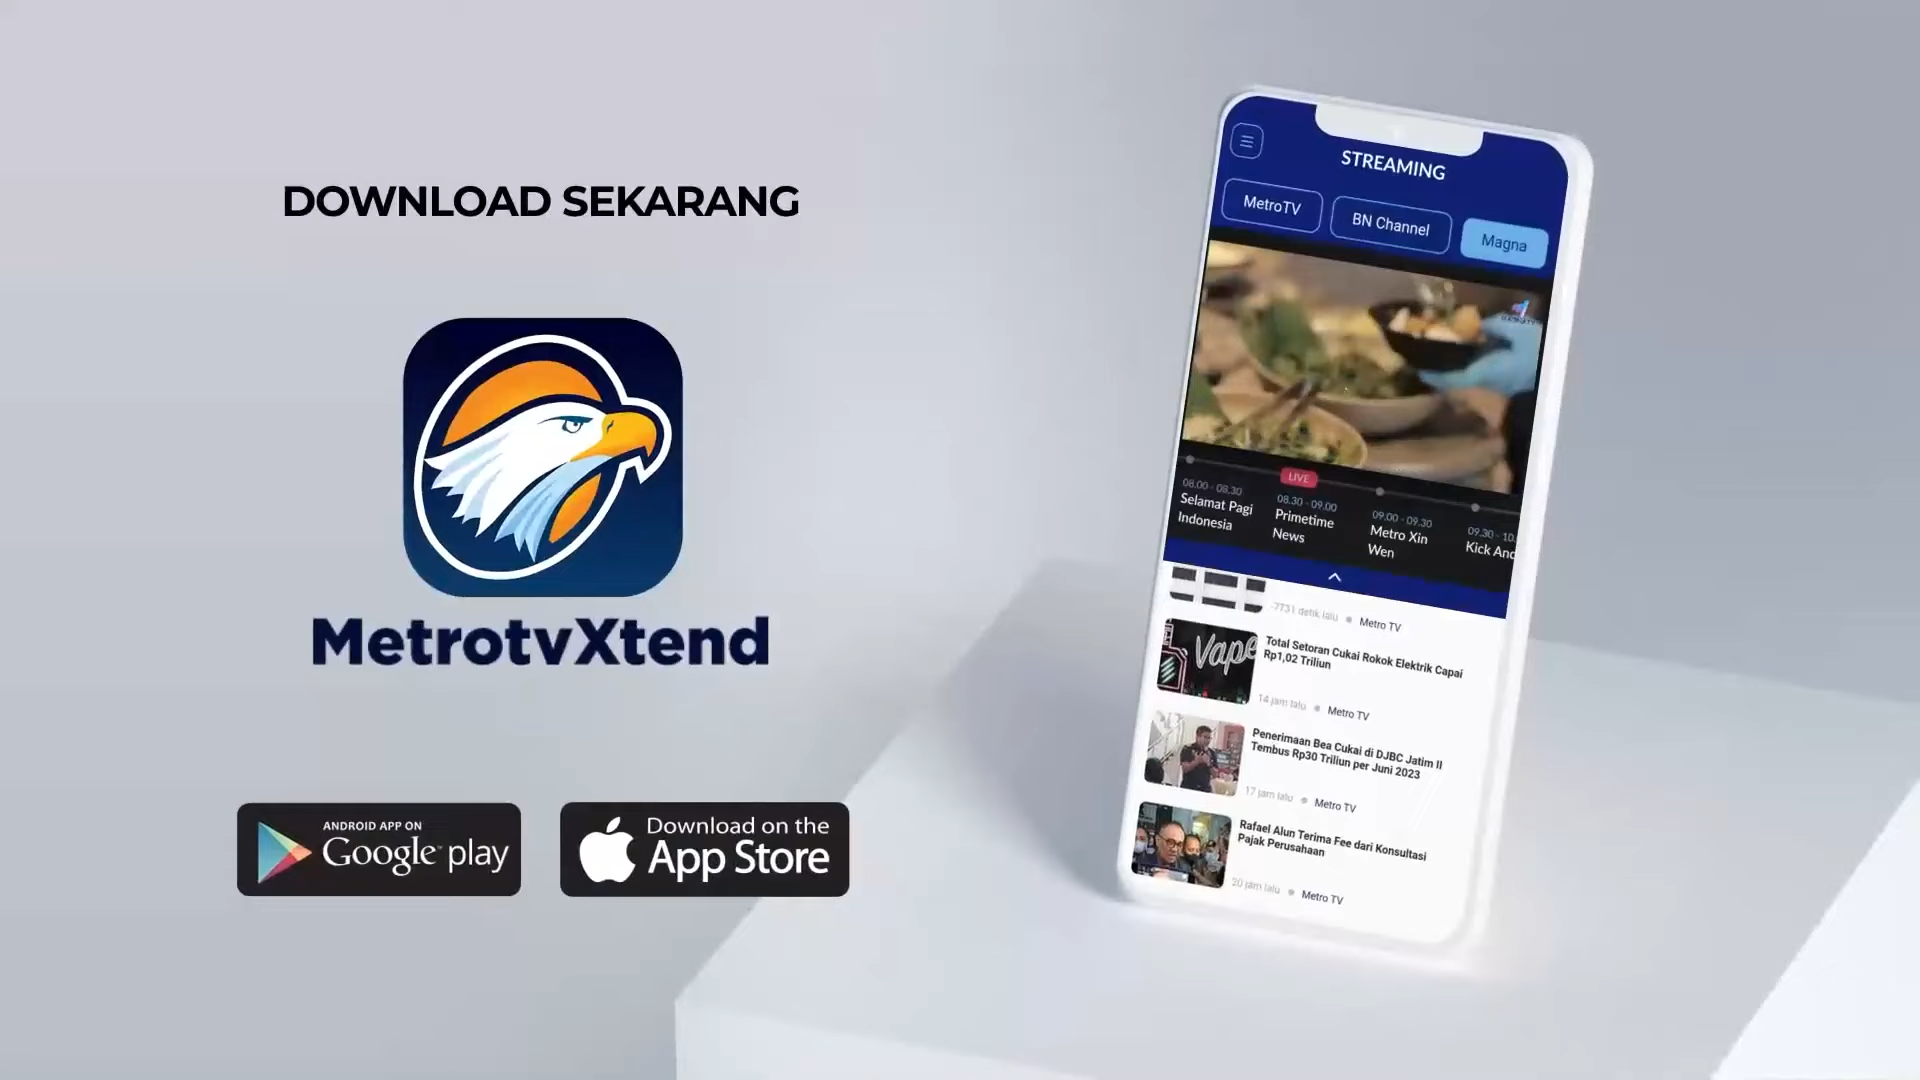 DOWNLOAD SEKARANG
MetrotvXtend
ANDROID APP ON
Google play
Download on the
App Store
STREAMING
MetroTV
BN Channel
Magna
LIVE
08.00 - 08.30
Selamat Pagi
Indonesia
08.30 - 09.00
Primetime
News
09.00 - 09.30
Metro Xin
Wen
09.30 - 10.
Kick And
-7731 detik lalu
Metro TV
Vape
Total Setoran Cukai Rokok Elektrik Capai
Rp1,02 Triliun
14 jam lalu
Metro TV
Penerimaan Bea Cukai di DJBC Jatim II
Tembus Rp30 Triliun per Juni 2023
17 jam lalu
Metro TV
Rafael Alun Terima Fee dari Konsultasi
Pajak Perusahaan
20 jam lalu
Metro TV